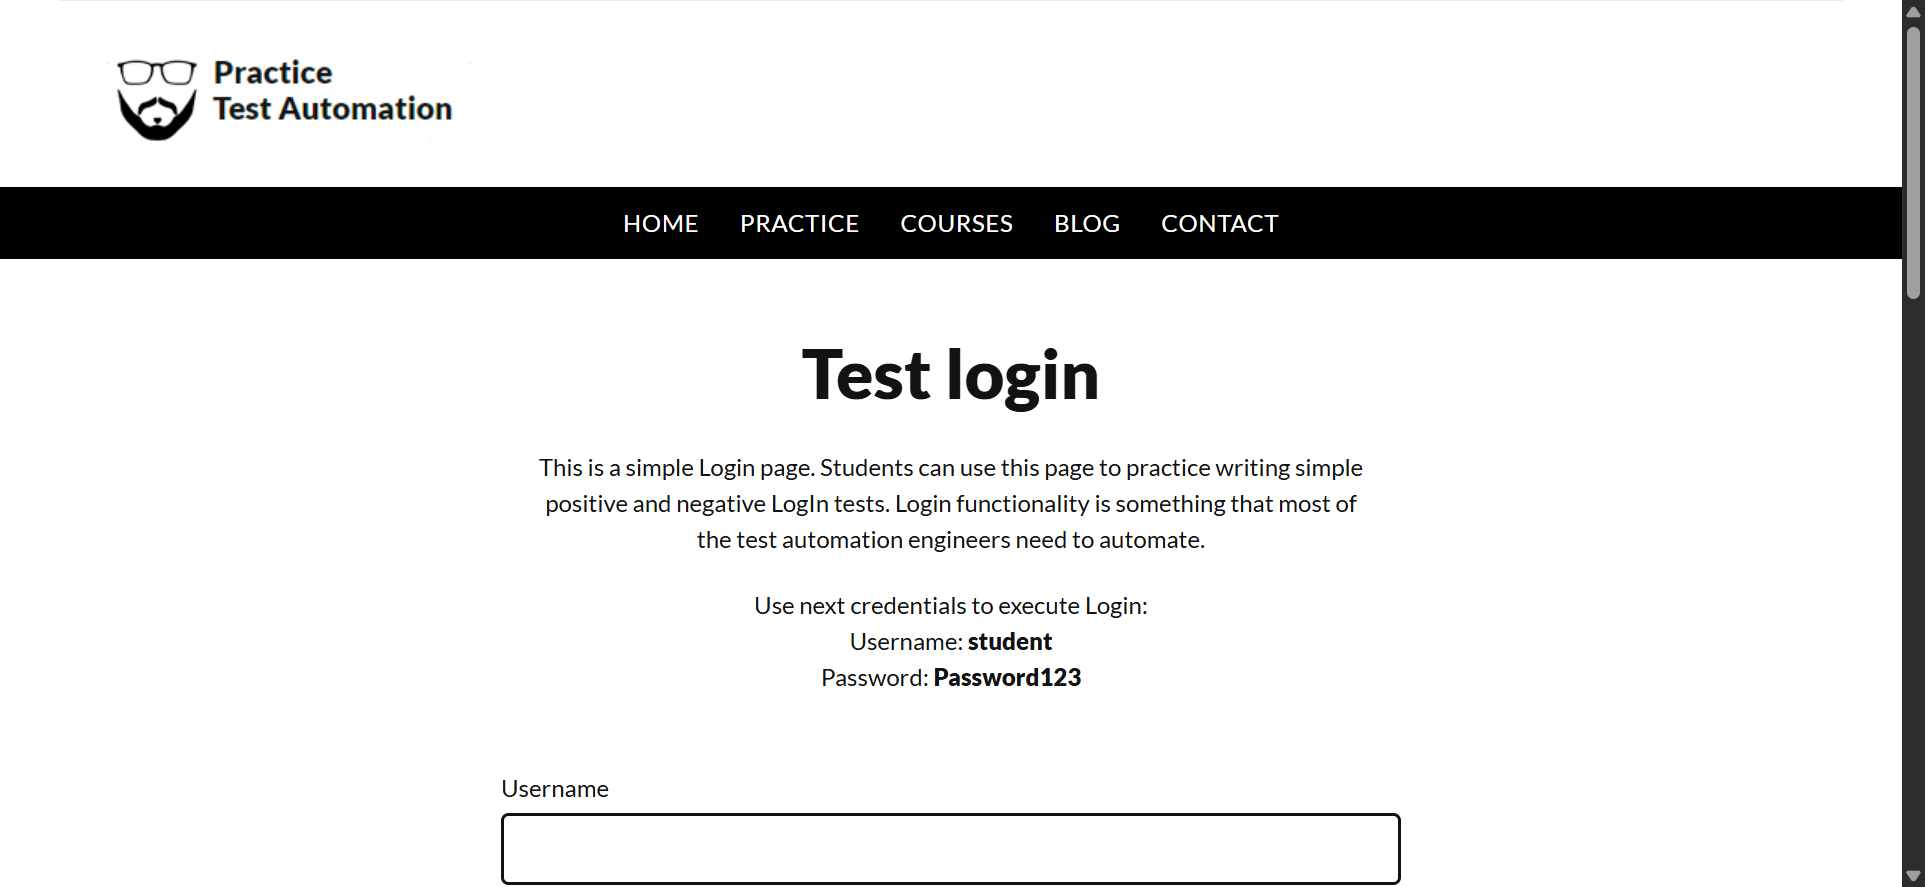 Practice
Test Automation
HOME PRACTICE COURSES BLOG CONTACT
Test login
This is a simple Login page. Students can use this page to practice writing simple
positive and negative LogIn tests. Login functionality is something that most of
the test automation engineers need to automate.
Use next credentials to execute Login:
Username: student
Password: Password123
Username